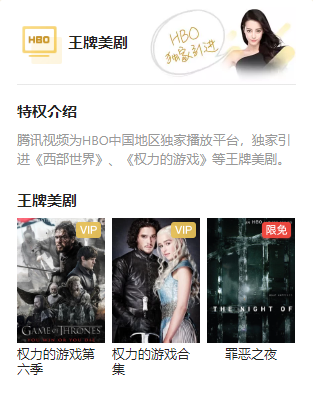 HBO
王牌美剧
HBO
独家引进
特权介绍
腾讯视频为HBO中国地区独家播放平台，独家引
进《西部世界》、《权力的游戏》等王牌美剧。
王牌美剧
VIP
VIP
限免
GAME OF THRONES
THE NIGHT OF
权力的游戏第
六季
权力的游戏合
集
罪恶之夜